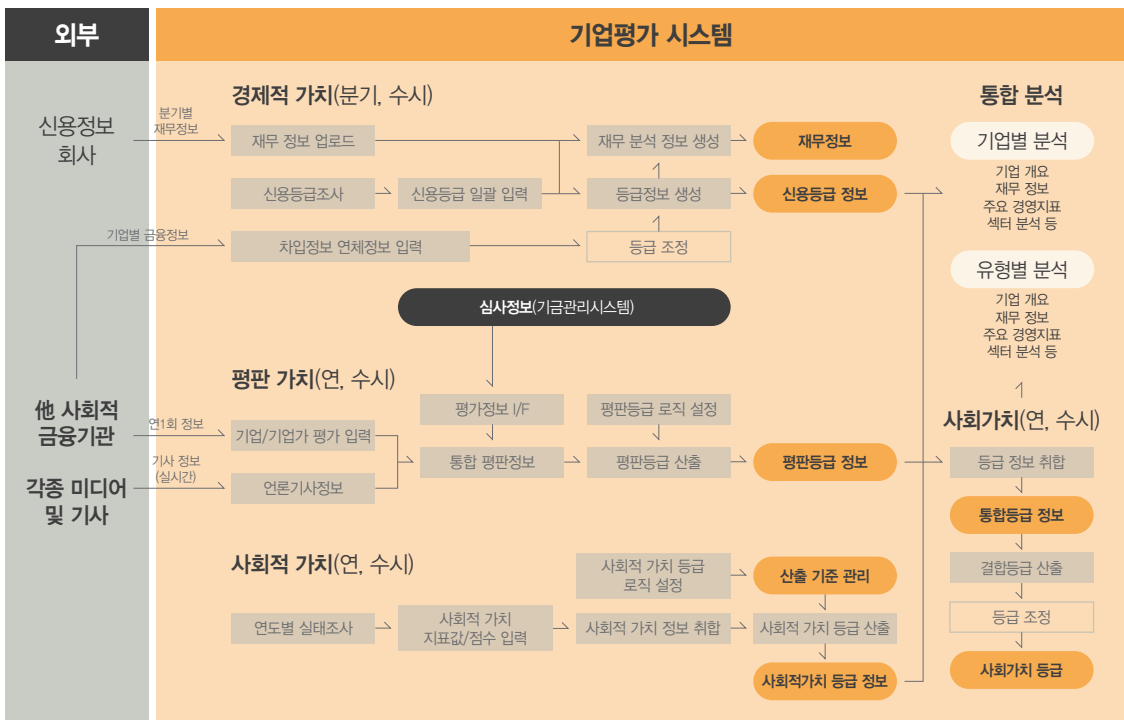 외부
기업평가 시스템
신용정보
회사
분기별
재무정보
기업별 금융정보
他 사회적
금융기관
각종 미디어
및 기사
연1회 정보
기사 정보
(실시간)
경제적 가치(분기, 수시)
재무 정보 업로드
재무 분석 정보 생성
재무정보
신용등급조사
신용등급 일괄 입력
등급정보 생성
신용등급 정보
차입정보 연체정보 입력
등급 조정
심사정보(기금관리시스템)
평판 가치(연, 수시)
평가정보 I/F
평판등급 로직 설정
기업/기업가 평가 입력
통합 평판정보
평판등급 산출
평판등급 정보
언론기사정보
사회적 가치(연, 수시)
사회적 가치 등급
로직 설정
산출 기준 관리
연도별 실태조사
사회적 가치
지표값/점수 입력
사회적 가치 정보 취합
사회적 가치 등급 산출
사회적가치 등급 정보
통합 분석
기업별 분석
기업 개요
재무 정보
주요 경영지표
섹터 분석 등
유형별 분석
기업 개요
재무 정보
주요 경영지표
섹터 분석 등
사회가치(연, 수시)
등급 정보 취합
통합등급 정보
결합등급 산출
등급 조정
사회가치 등급